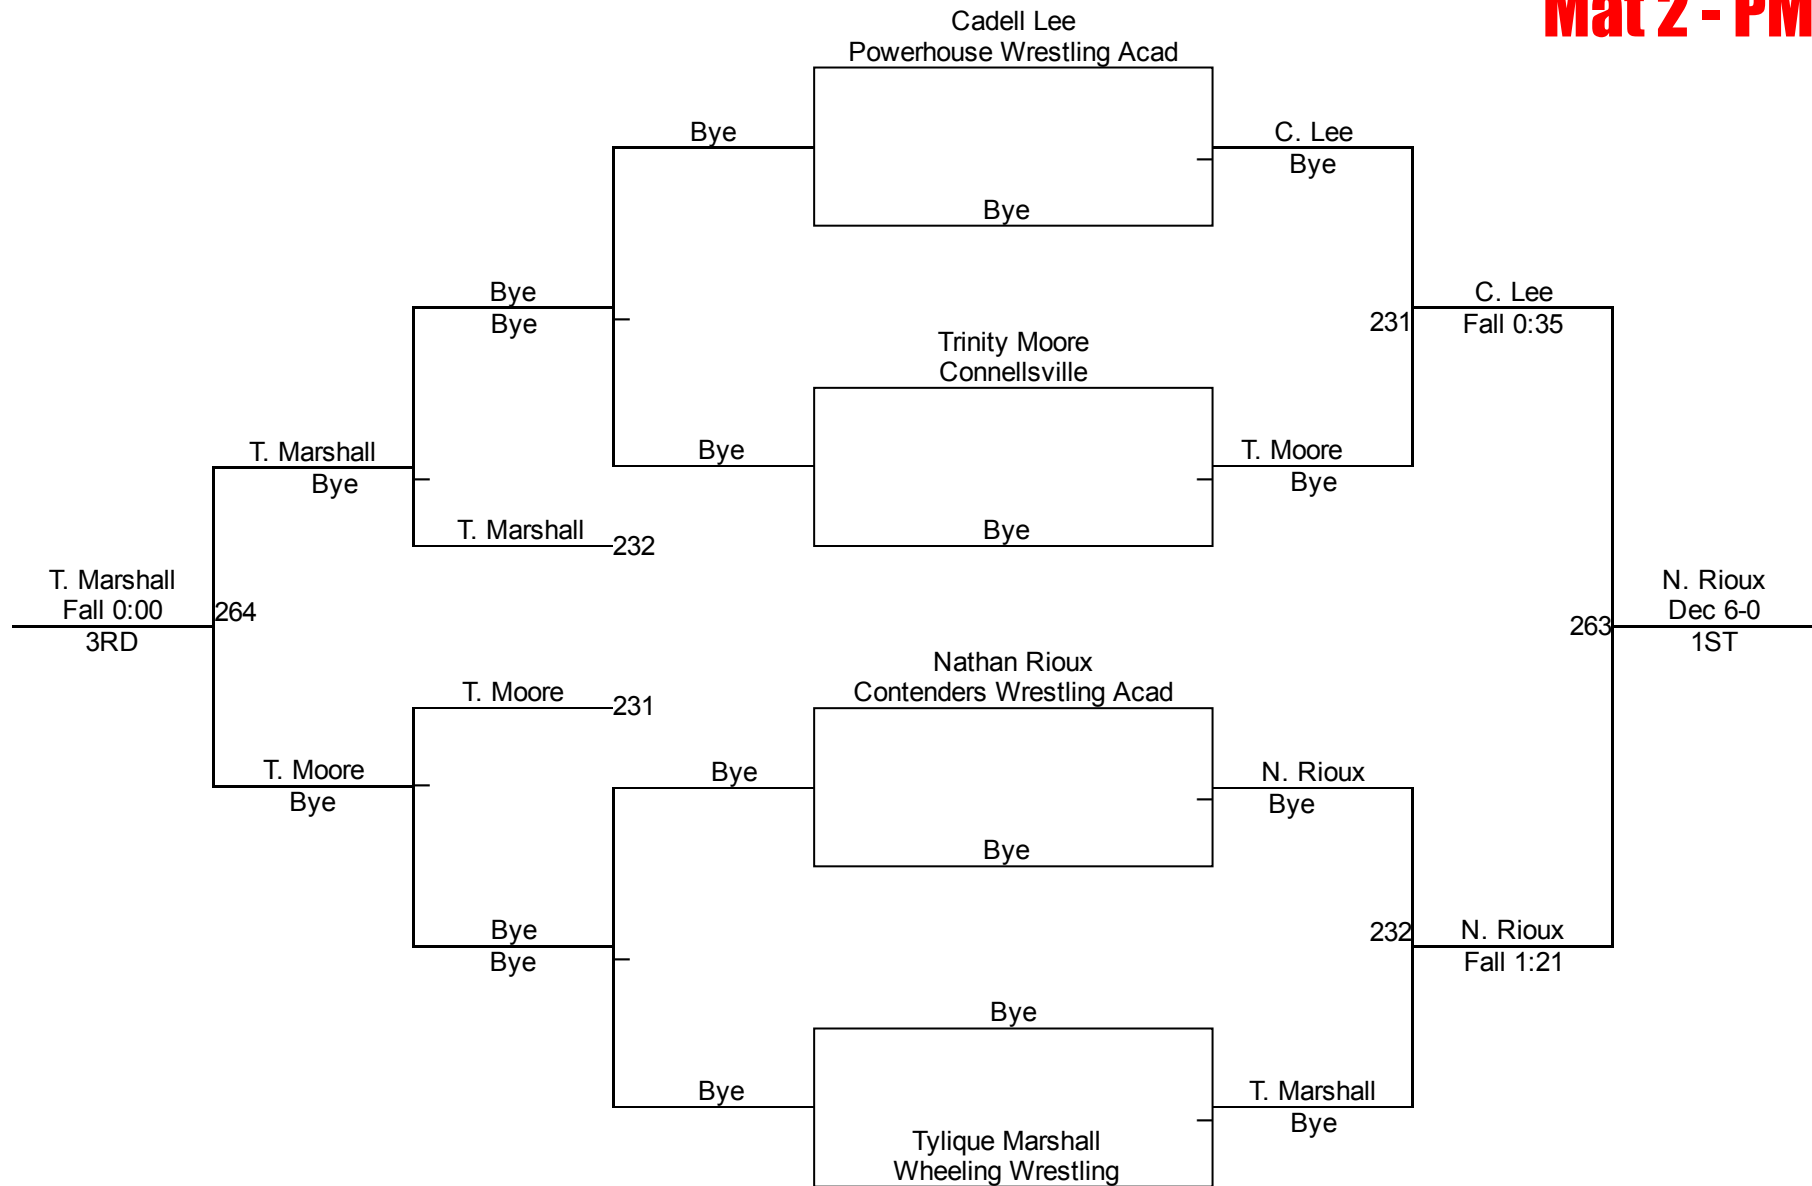 Mat 2 - PM
Cadell Lee
Powerhouse Wrestling Acad
Bye
C. Lee
Bye
Bye
Bye
Bye
231
C. Lee
Fall 0:35
Trinity Moore
Connellsville
T. Marshall
Bye
Bye
T. Moore
Bye
T. Marshall
232
Bye
T. Marshall
Fall 0:00
3RD
264
263
N. Rioux
Dec 6-0
1ST
T. Moore
231
Nathan Rioux
Contenders Wrestling Acad
T. Moore
Bye
Bye
N. Rioux
Bye
Bye
Bye
Bye
232
N. Rioux
Fall 1:21
Bye
Bye
T. Marshall
Bye
Tylique Marshall
Wheeling Wrestling